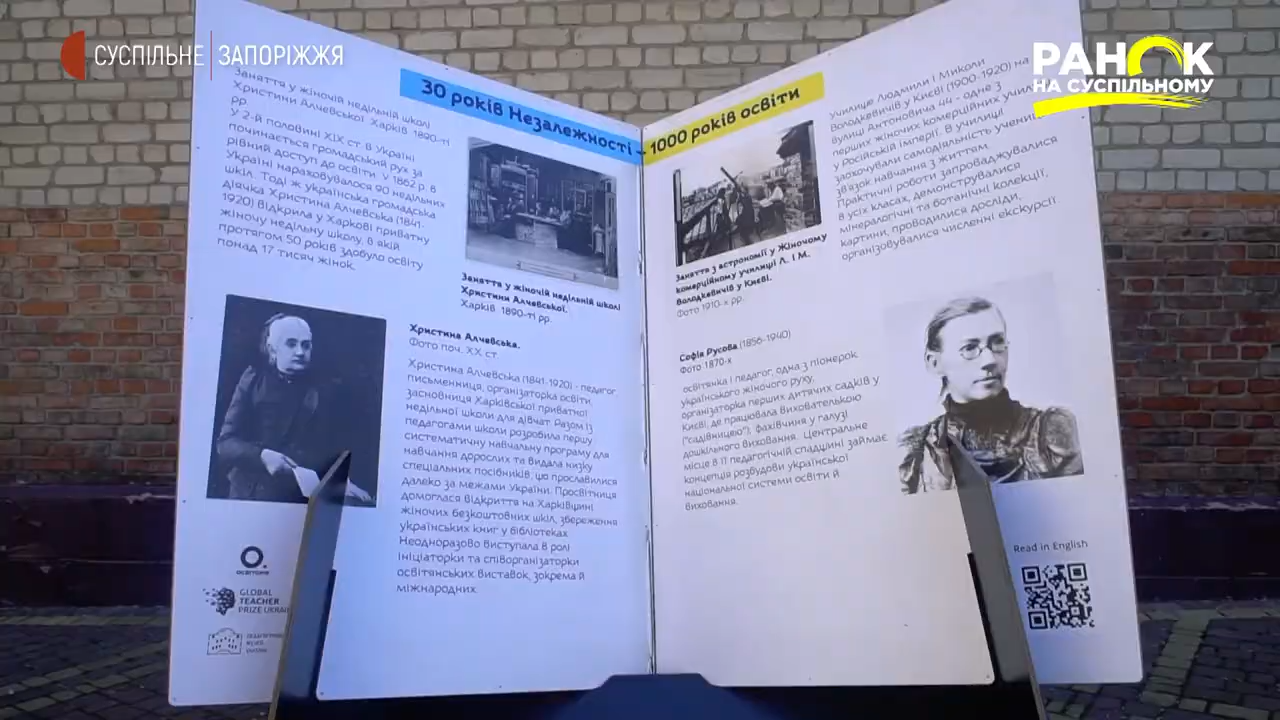 СУСПІЛЬНЕ ЗАПОРІЖЖЯ
РАНОК
НА СУСПІЛЬНОМУ
30 років Незалежності - 1000 років освіти
Заняття у жіночій недільній школі
Христини Алчевської. Харків. 1890-ті
рр.
У 2-й половині XIX ст. в Україні
починається громадський рух за
рівний доступ до освіти. у 1862 р. в
Україні нараховувалося 90 недільних
шкіл. Тоді ж українська громадська
діячка Христина Алчевська (1841-
1920) відкрила у Харкові приватну
жіночу недільну школу, в якій
протягом 50 років здобуло освіту
понад 17 тисяч жінок.
Заняття у жіночій недільній школі
Христини Алчевської.
Харків. 1890-ті рр.
Христина Алчевська.
Фото поч. XX ст.
Христина Алчевська (1841-1920) - педагог,
письменниця, організаторка освіти,
засновниця Харківської приватної
недільної школи для дівчат. Разом із
педагогами школи розробила першу
систематичну навчальну програму для
навчання дорослих та видала низку
спеціальних посібників, що прославилися
далеко за межами України. Просвітниця
домоглася відкриття на Харківщині
жіночих безкоштовних шкіл, збереження
українських книг у бібліотеках.
Неодноразово виступала в ролі
ініціаторки та співорганізаторки
освітянських виставок, зокрема й
міжнародних.
освіторія
GLOBAL
TEACHER
PRIZE UKRAI
училище Людмили і Миколи
Володкевичів у Києві (1900-1920) на
вулиці Антоновича 44 - одне з
перших жіночих комерційних учил
у Російській імперії. В училищі
заохочували самодіяльність учениць
зв'язок навчання з життям.
Практичні роботи запроваджувалися
в усіх класах, демонструвалися
мінералогічні та ботанічні колекції,
картини, проводилися досліди,
організовувалися численні екскурсії.
Заняття з астрономії у Жіночому
комерційному училищі Л. і М.
Володкевичів у Києві.
Фото 1910-х рр.
Софія Русова (1856-1940)
Фото 1870-х
освітянка і педагог, одна з піонерок
українського жіночого руху,
організаторка перших дитячих садків у
Києві, де працювала вихователькою
("садівницею"), фахівчиня у галузі
дошкільного виховання. Центральне
місце в її педагогічній спадщині займає
концепція розбудови української
національної системи освіти й
виховання.
Read in English